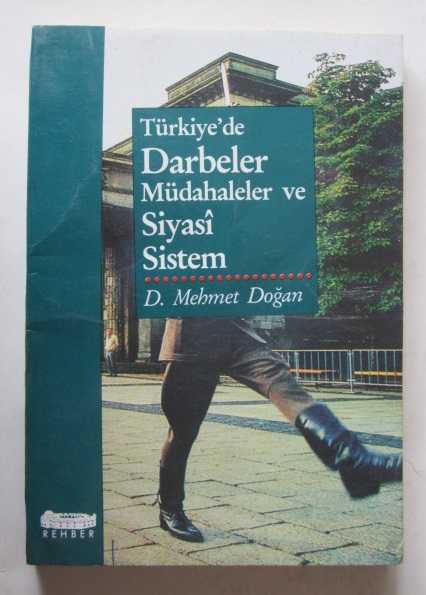 Türkiye'de
Darbeler
Müdahaleler ve
Siyasî
Sistem
D. Mehmet Doğan
REHBER